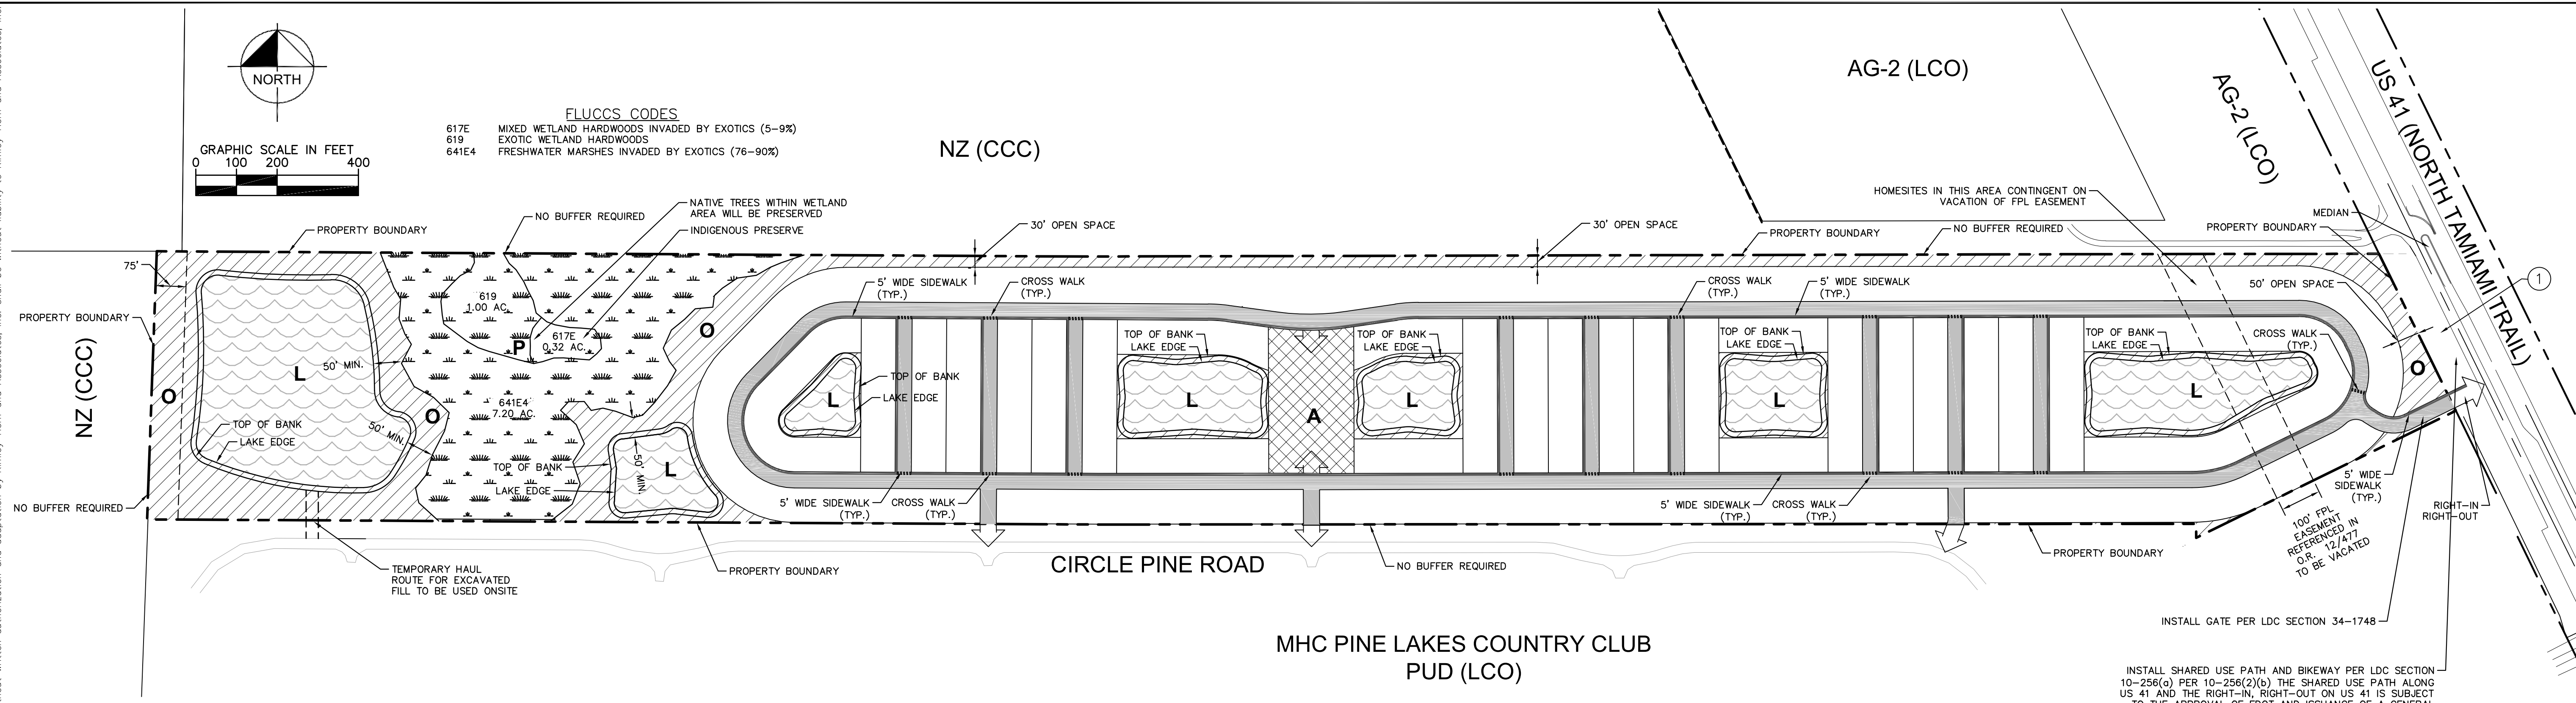 NORTH
GRAPHIC SCALE IN FEET
0 100 200 400
FLUCCS CODES
617E MIXED WETLAND HARDWOODS INVADED BY EXOTICS (5-9%)
619 EXOTIC WETLAND HARDWOODS
641E4 FRESHWATER MARSHES INVADED BY EXOTICS (76-90%)
NZ (CCC)
AG-2 (LCO)
AG-2 (LCO)
US 41 (NORTH TAMIAMI TRAIL)
PROPERTY BOUNDARY
NO BUFFER REQUIRED
NATIVE TREES WITHIN WETLAND
AREA WILL BE PRESERVED
INDIGENOUS PRESERVE
30' OPEN SPACE
30' OPEN SPACE
PROPERTY BOUNDARY
NO BUFFER REQUIRED
HOMESITES IN THIS AREA CONTINGENT ON
VACATION OF FPL EASEMENT
MEDIAN
PROPERTY BOUNDARY
1
50' OPEN SPACE
75'
PROPERTY BOUNDARY
NZ (CCC)
NO BUFFER REQUIRED
O
L
50' MIN.
TOP OF BANK
LAKE EDGE
O
50' MIN.
619
1.00 AC.
617E
0.32 AC.
P
641E4
7.20 AC.
O
TOP OF BANK
LAKE EDGE
50' MIN.
L
5' WIDE SIDEWALK
(TYP.)
CROSS WALK
(TYP.)
L
TOP OF BANK
LAKE EDGE
TOP OF BANK
LAKE EDGE
L
A
TOP OF BANK
LAKE EDGE
L
CROSS WALK
(TYP.)
5' WIDE SIDEWALK
(TYP.)
TOP OF BANK
LAKE EDGE
L
TOP OF BANK
LAKE EDGE
L
CROSS WALK
(TYP.)
O
5' WIDE SIDEWALK
(TYP.)
CROSS WALK
(TYP.)
5' WIDE SIDEWALK
(TYP.)
CROSS WALK
(TYP.)
5' WIDE
SIDEWALK
(TYP.)
RIGHT-IN
RIGHT-OUT
100' FPL
EASEMENT
REFERENCED IN
O.R. 12/477
TO BE VACATED
TEMPORARY HAUL
ROUTE FOR EXCAVATED
FILL TO BE USED ONSITE
PROPERTY BOUNDARY
CIRCLE PINE ROAD
NO BUFFER REQUIRED
PROPERTY BOUNDARY
INSTALL GATE PER LDC SECTION 34-1748
MHC PINE LAKES COUNTRY CLUB
PUD (LCO)
INSTALL SHARED USE PATH AND BIKEWAY PER LDC SECTION
10-256(a) PER 10-256(2)(b) THE SHARED USE PATH ALONG
US 41 AND THE RIGHT-IN, RIGHT-OUT ON US 41 IS SUBJECT
TO THE APPROVAL OF FDOT AND ISSUANCE OF A GENERAL